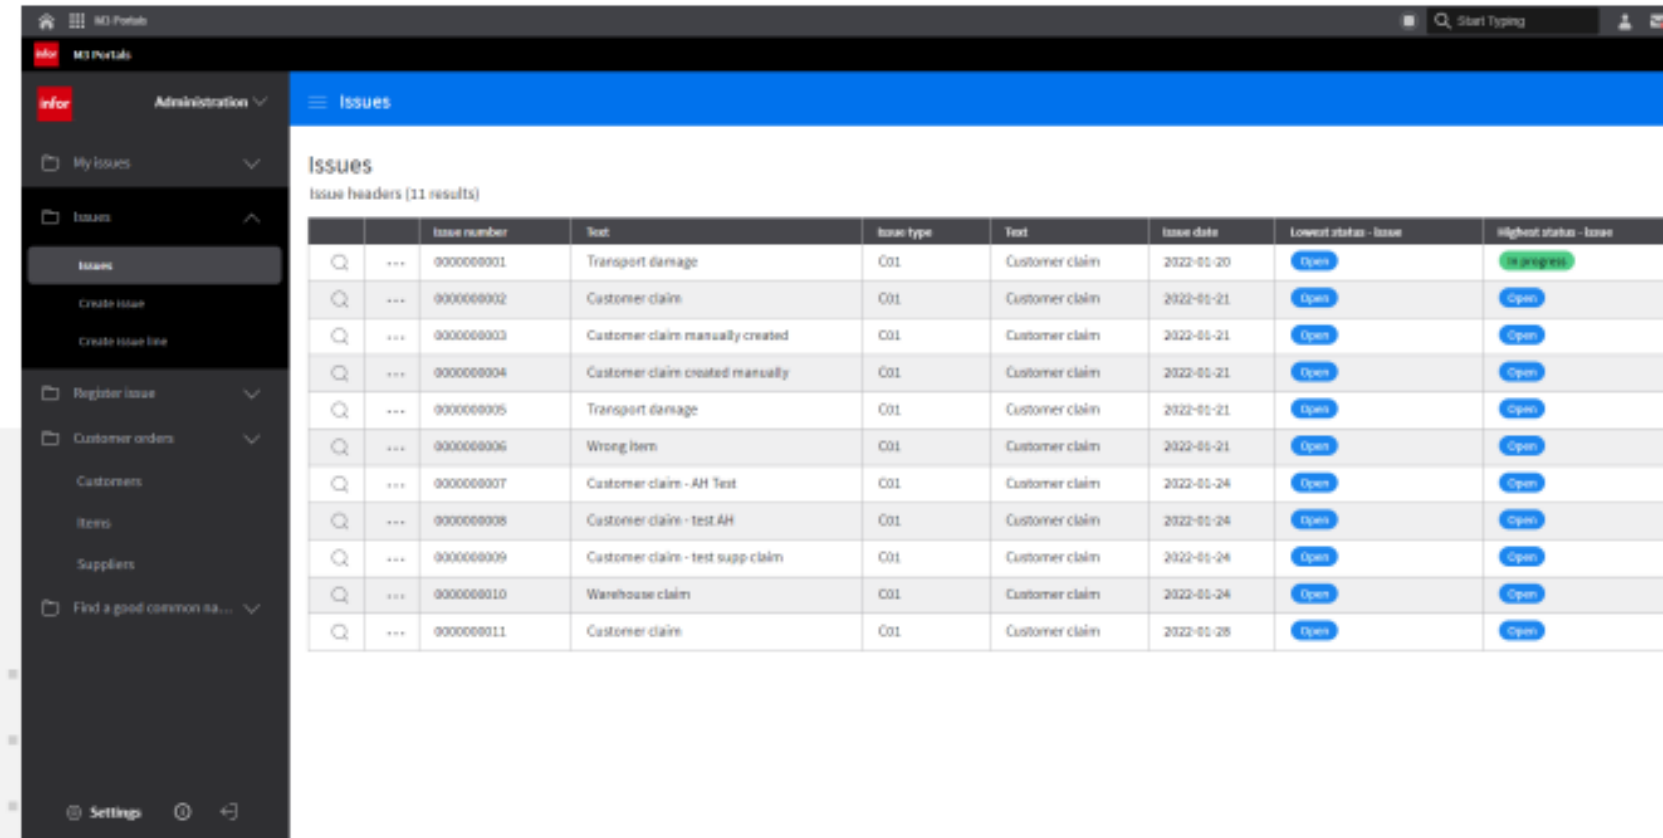 M3 Portals
Start Typing
infor
M3 Portals
infor
Administration
Issues
My issues
Issues
Issues
Create issue
Create issue line
Register issue
Customer orders
Customers
Items
Suppliers
Find a good common na...
Settings
Issues
Issue headers (11 results)
Issue number Text Issue type Text Issue date Lowest status - Issue Highest status - Issue
0000000001 Transport damage C01 Customer claim 2022-01-20 Open In progress
0000000002 Customer claim C01 Customer claim 2022-01-21 Open Open
0000000003 Customer claim manually created C01 Customer claim 2022-01-21 Open Open
0000000004 Customer claim created manually C01 Customer claim 2022-01-21 Open Open
0000000005 Transport damage C01 Customer claim 2022-01-21 Open Open
0000000006 Wrong item C01 Customer claim 2022-01-21 Open Open
0000000007 Customer claim - AH Test C01 Customer claim 2022-01-24 Open Open
0000000008 Customer claim - test AH C01 Customer claim 2022-01-24 Open Open
0000000009 Customer claim - test supp claim C01 Customer claim 2022-01-24 Open Open
0000000010 Warehouse claim C01 Customer claim 2022-01-24 Open Open
0000000011 Customer claim C01 Customer claim 2022-01-28 Open Open